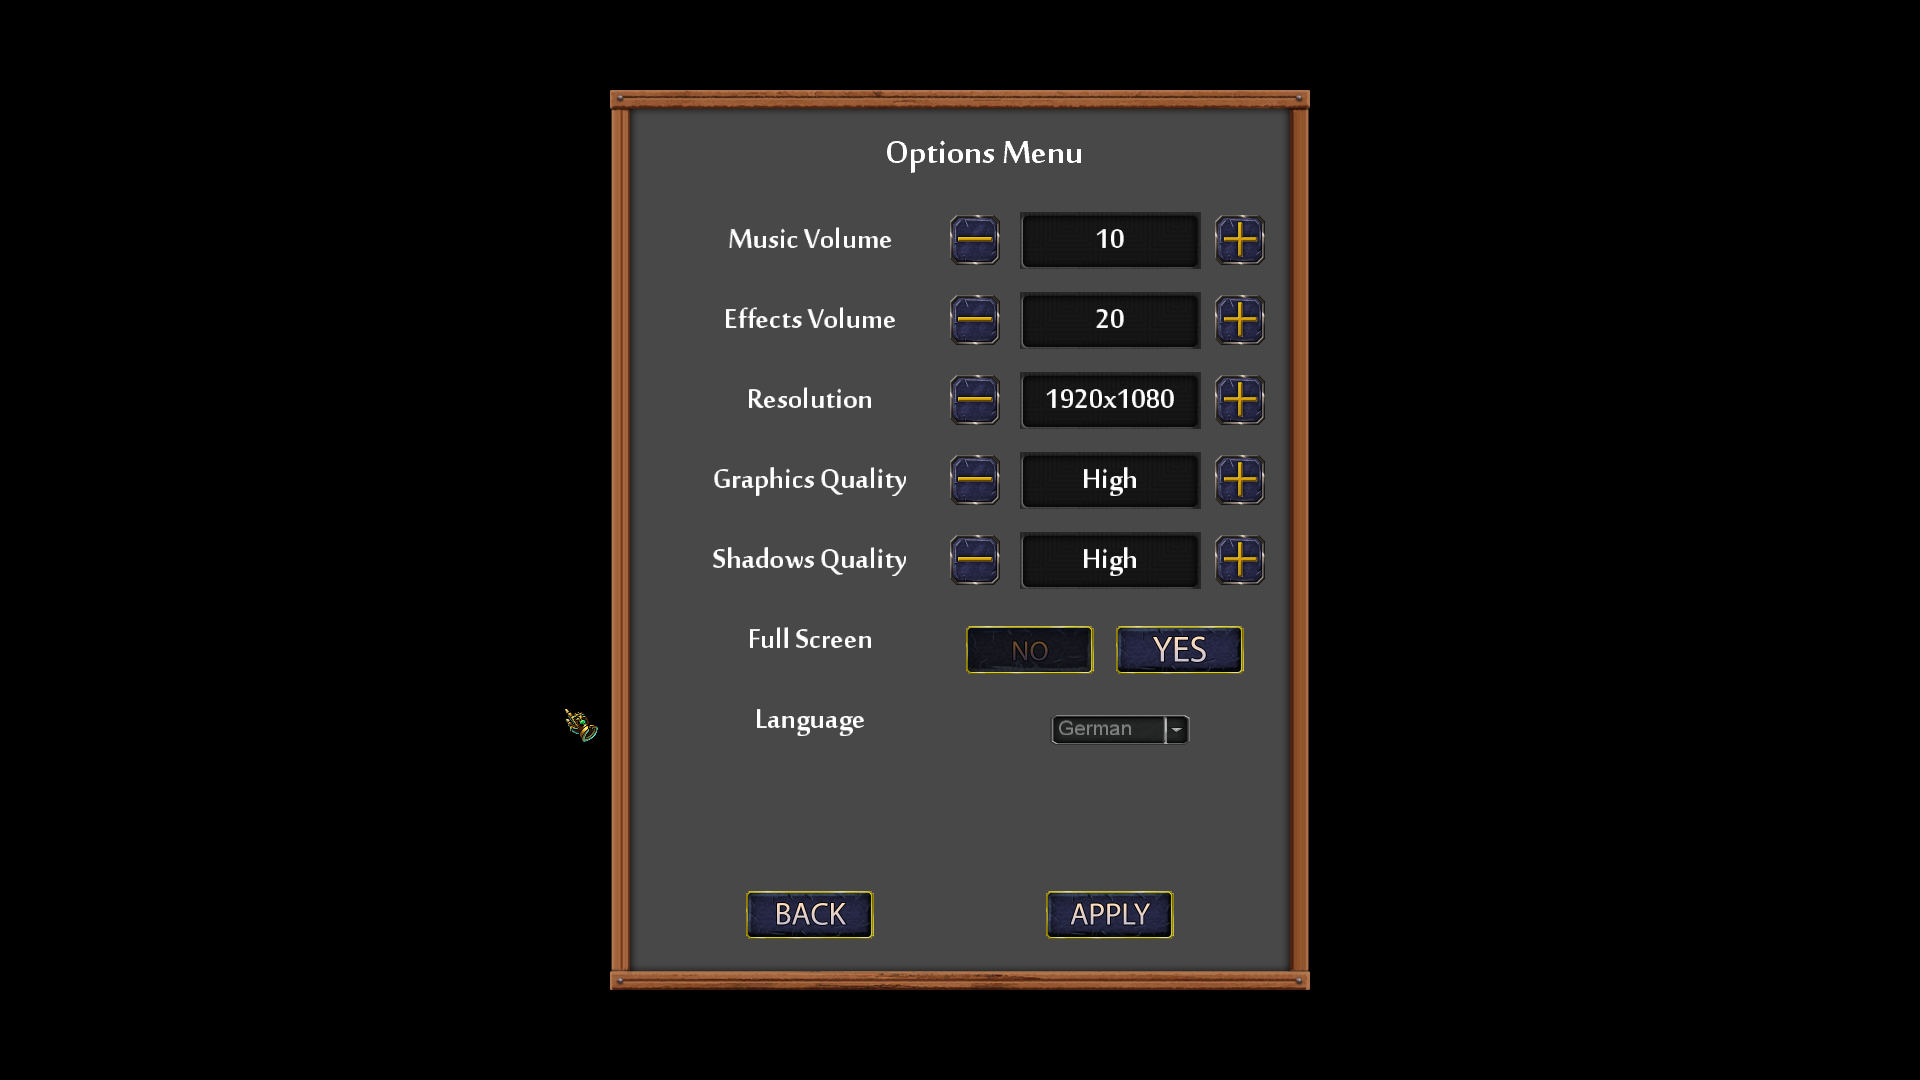 Options Menu
Music Volume 10
Effects Volume 20
Resolution 1920x1080
Graphics Quality High
Shadows Quality High
Full Screen NO YES
Language German
BACK APPLY